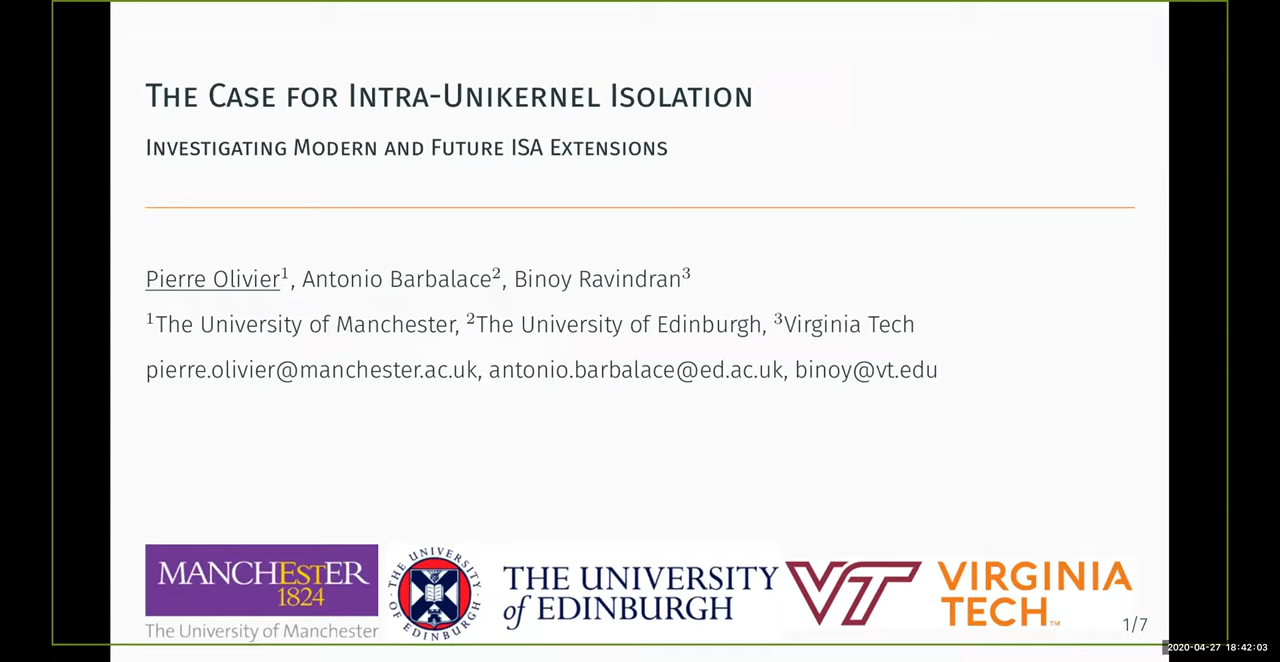 The Case for Intra-Unikernel Isolation
Investigating Modern and Future ISA Extensions
Pierre Olivier¹, Antonio Barbalace², Binoy Ravindran³
¹The University of Manchester, ²The University of Edinburgh, ³Virginia Tech
pierre.olivier@manchester.ac.uk, antonio.barbalace@ed.ac.uk, binoy@vt.edu
MANCHESTER
1824
The University of Manchester
THE UNIVERSITY OF EDINBURGH
THE UNIVERSITY
of EDINBURGH
VT
VIRGINIA
TECH™
1/7
2020-04-27 18:42:03